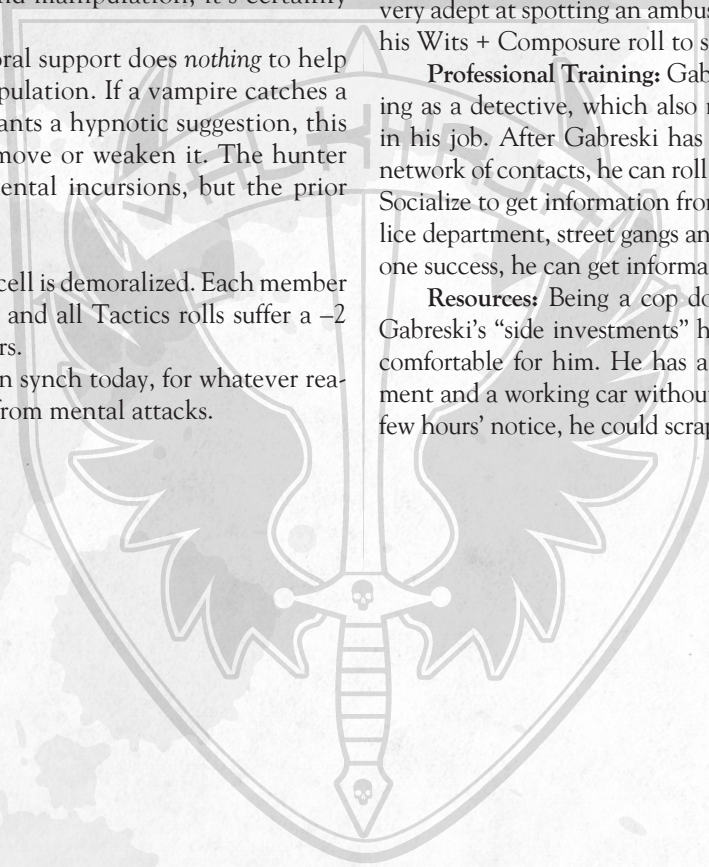 nd manipulation, it's certainly
oral support does nothing to help
pulation. If a vampire catches a
ants a hypnotic suggestion, this
move or weaken it. The hunter
ental incursions, but the prior
cell is demoralized. Each member
and all Tactics rolls suffer a –2
rs.
n synch today, for whatever rea-
from mental attacks.
very adept at spotting an ambus
his Wits + Composure roll to s
Professional Training: Gab
ing as a detective, which also
in his job. After Gabreski has
network of contacts, he can roll
Socialize to get information from
lice department, street gangs an
one success, he can get informa
Resources: Being a cop do
Gabreski's "side investments" h
comfortable for him. He has a
ment and a working car without
few hours' notice, he could scrap
VALKYRIE